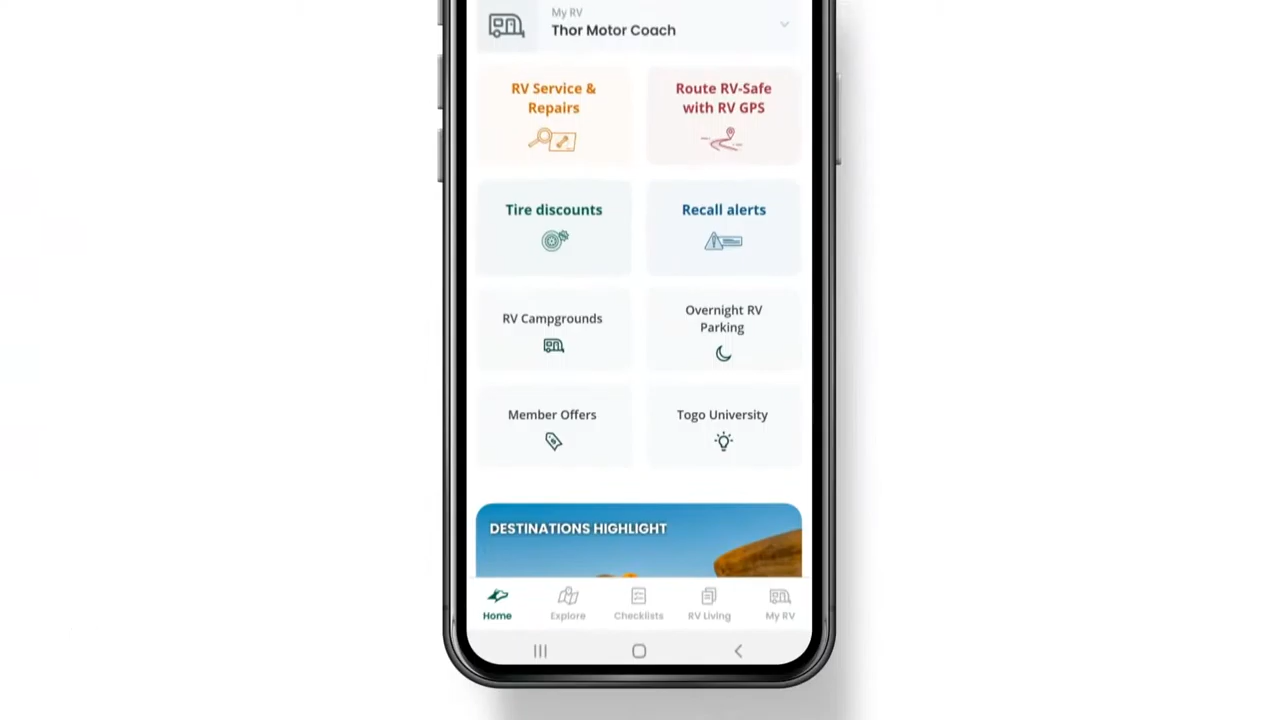 My RV
Thor Motor Coach
RV Service &
Repairs
Route RV-Safe
with RV GPS
Tire discounts
Recall alerts
RV Campgrounds
Overnight RV
Parking
Member Offers
Togo University
DESTINATIONS HIGHLIGHT
Home
Explore
Checklists
RV Living
My RV